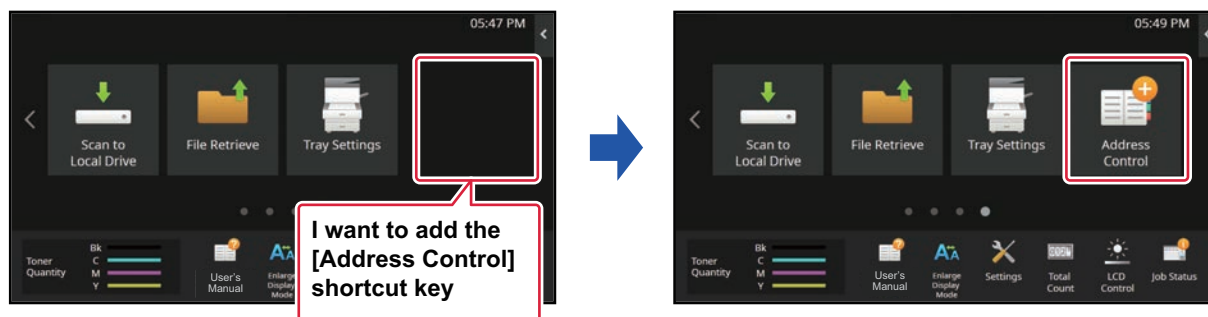 05:47 PM
Scan to
Local Drive
File Retrieve
Tray Settings
I want to add the
[Address Control]
shortcut key
Toner
Quantity
Bk
C
M
Y
User's
Manual
Enlarge
Display
Mode
05:49 PM
Scan to
Local Drive
File Retrieve
Tray Settings
Address
Control
Toner
Quantity
Bk
C
M
Y
User's
Manual
Enlarge
Display
Mode
Settings
Total
Count
LCD
Control
Job Status